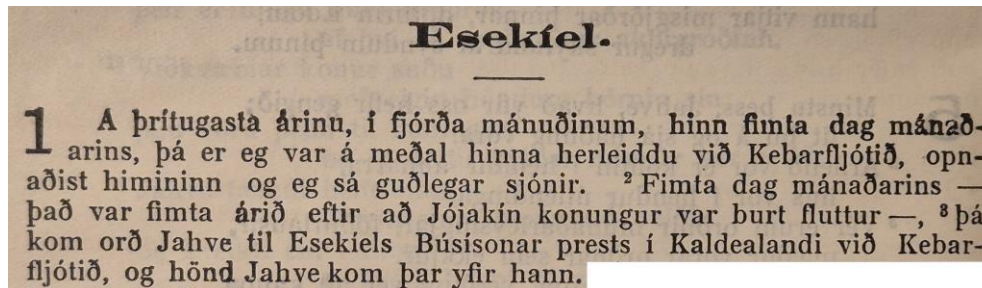 Esekíel.
1 Á þrítugasta árinu, í fjórða mánuðinum, hinn fimta dag mánað-
arins, þá er eg var á meðal hinna herleiddu við Kebarfljótið, opn-
aðist himininn og eg sá guðlegar sjónir. ² Fimta dag mánaðarins —
það var fimta árið eftir að Jójakín konungur var burt fluttur —, ³ þá
kom orð Jahve til Esekíels Búsísonar prests í Kaldealandi við Kebar-
fljótið, og hönd Jahve kom þar yfir hann.